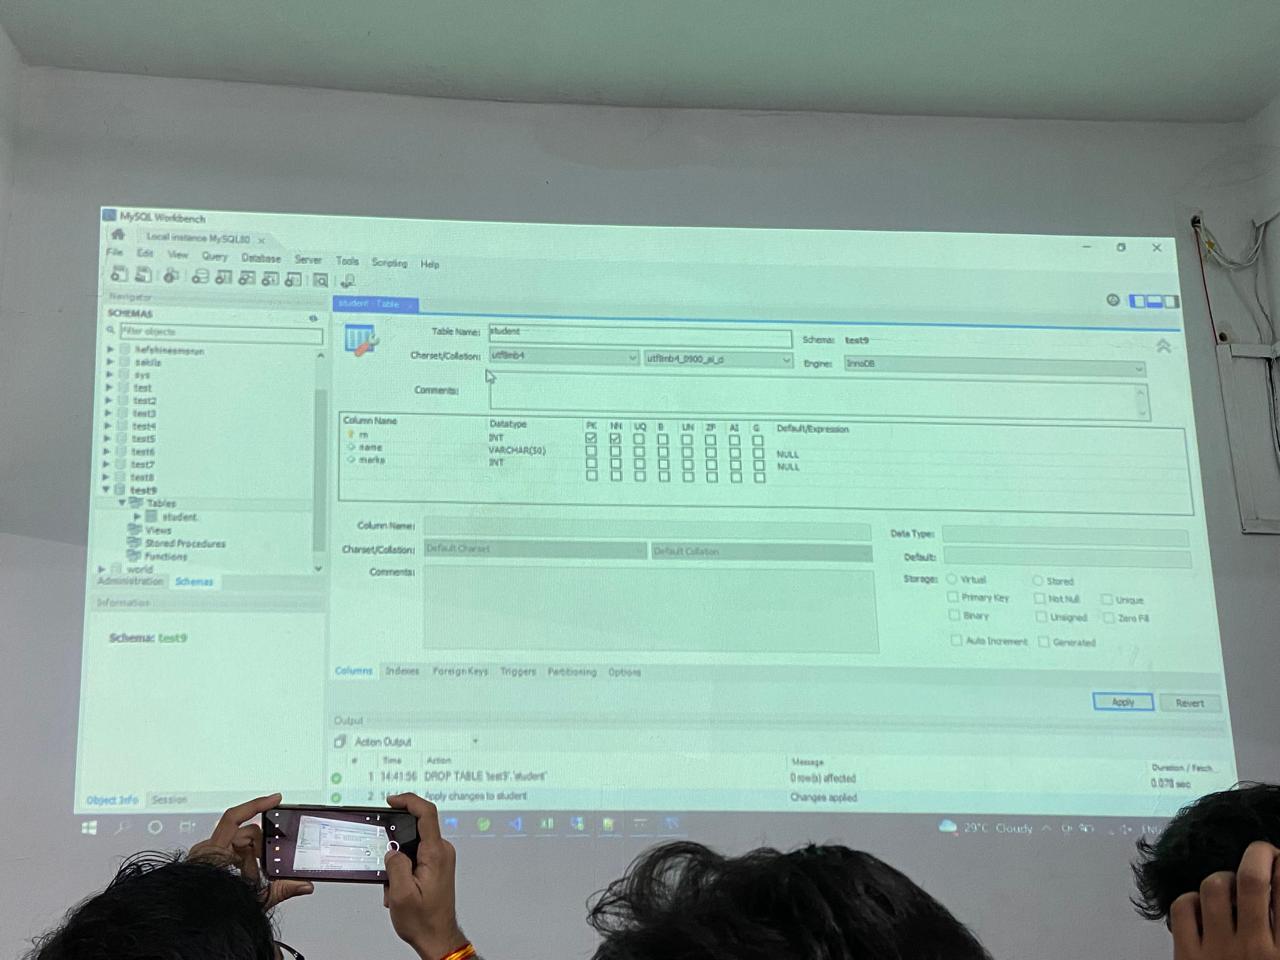 MySQL Workbench
Local instance MySQL80
File Edit View Query Database Server Tools Scripting Help
Navigator
SCHEMAS
Filter objects
sys
test
test2
test3
test4
test5
test6
test7
test8
test9
Tables
student
Views
Stored Procedures
Functions
world
Administration Schemas
Information
Schema: test9
Object Info Session
student - Table
Table Name: student Schema: test9
Charset/Collation: utf8mb4 utf8mb4_0900_ai_ci Engine: InnoDB
Comments:
Column Name Datatype PK NN UQ B UN ZF AI G Default/Expression
rn INT
name VARCHAR(50) NULL
marks INT NULL
Column Name: Data Type:
Charset/Collation: Default Charset Default Collation Default:
Comments: Storage: Virtual Stored
Primary Key Not Null Unique
Binary Unsigned Zero Fill
Auto Increment Generated
Columns Indexes Foreign Keys Triggers Partitioning Options
Apply Revert
Output
Action Output
# Time Action Message Duration / Fetch
1 14:41:56 DROP TABLE `test9`.`student` 0 row(s) affected 0.078 sec
2 Apply changes to student Changes applied
29°C Cloudy